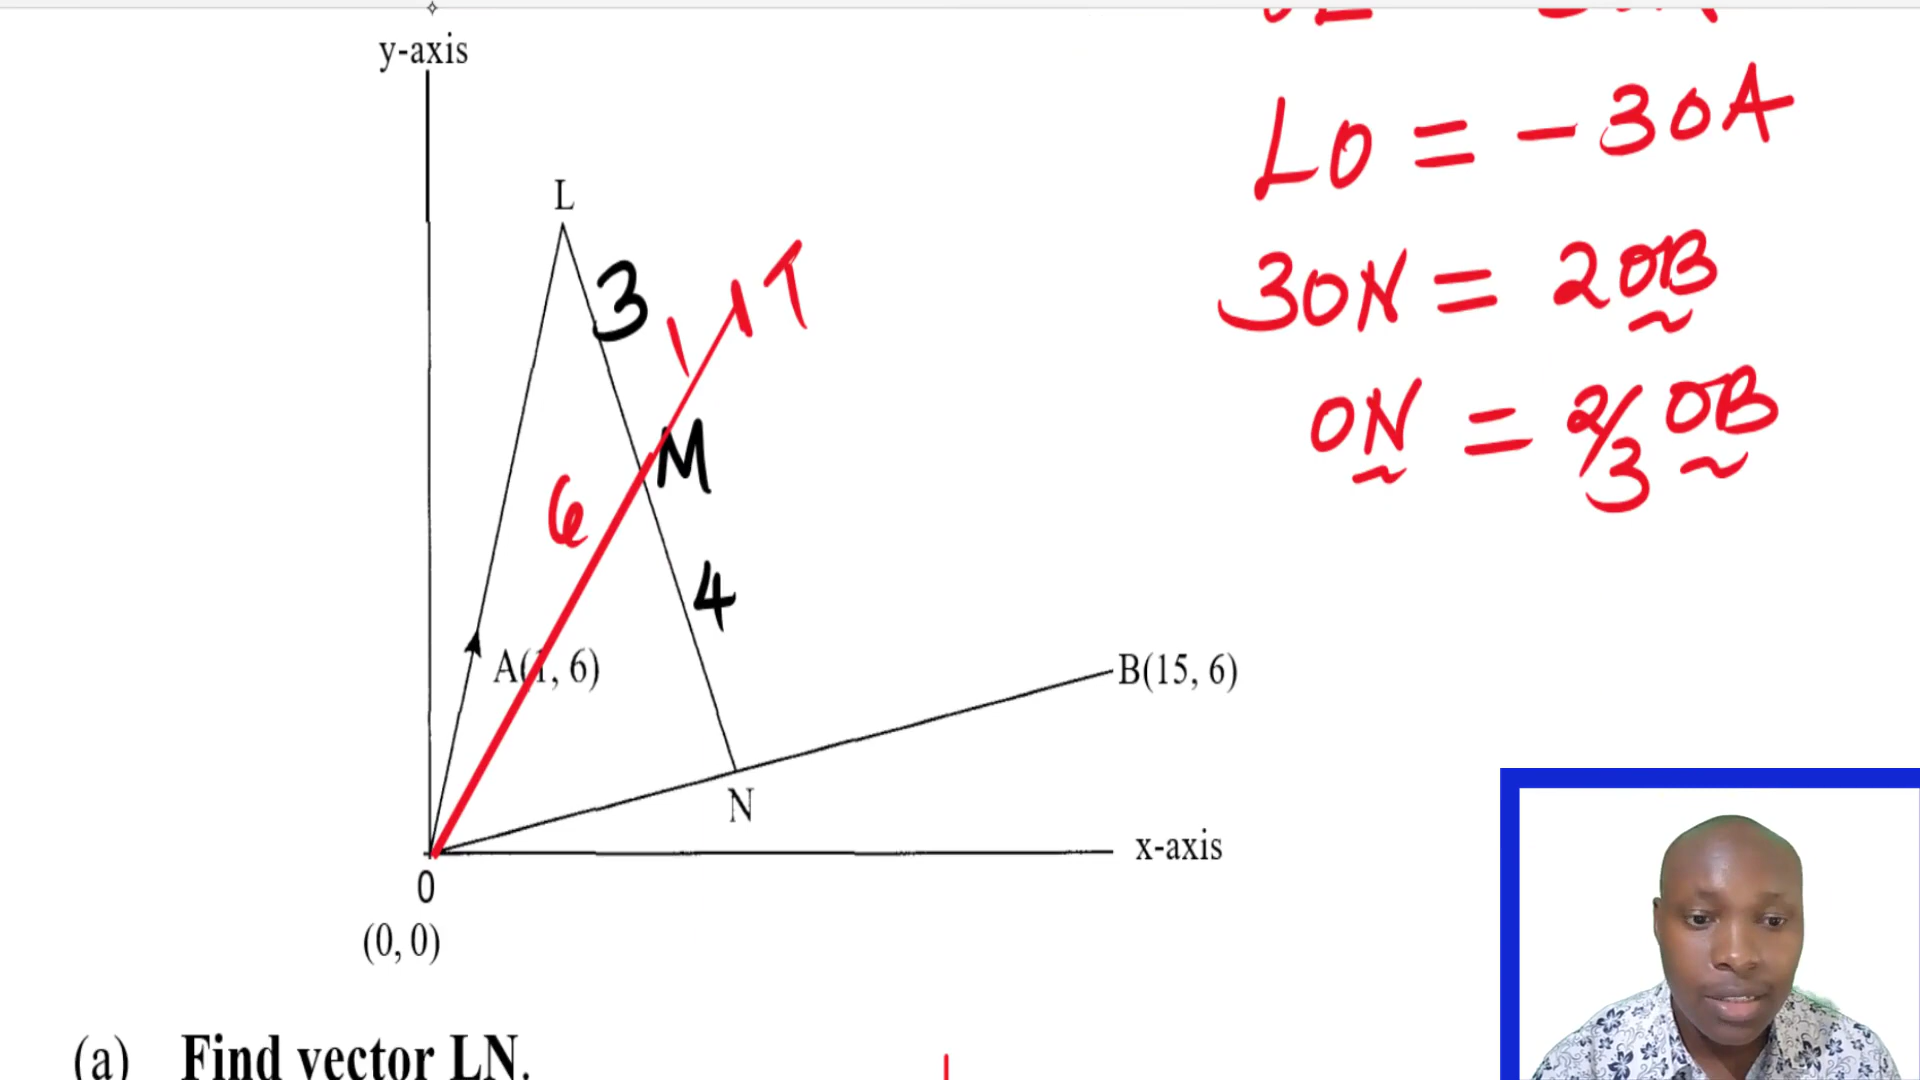 y-axis
LO = -3OA
L
3
1
T
3ON = 2OB
M
ON = 2/3 OB
6
4
A(1, 6)
B(15, 6)
N
x-axis
0
(0, 0)
(a) Find vector LN.